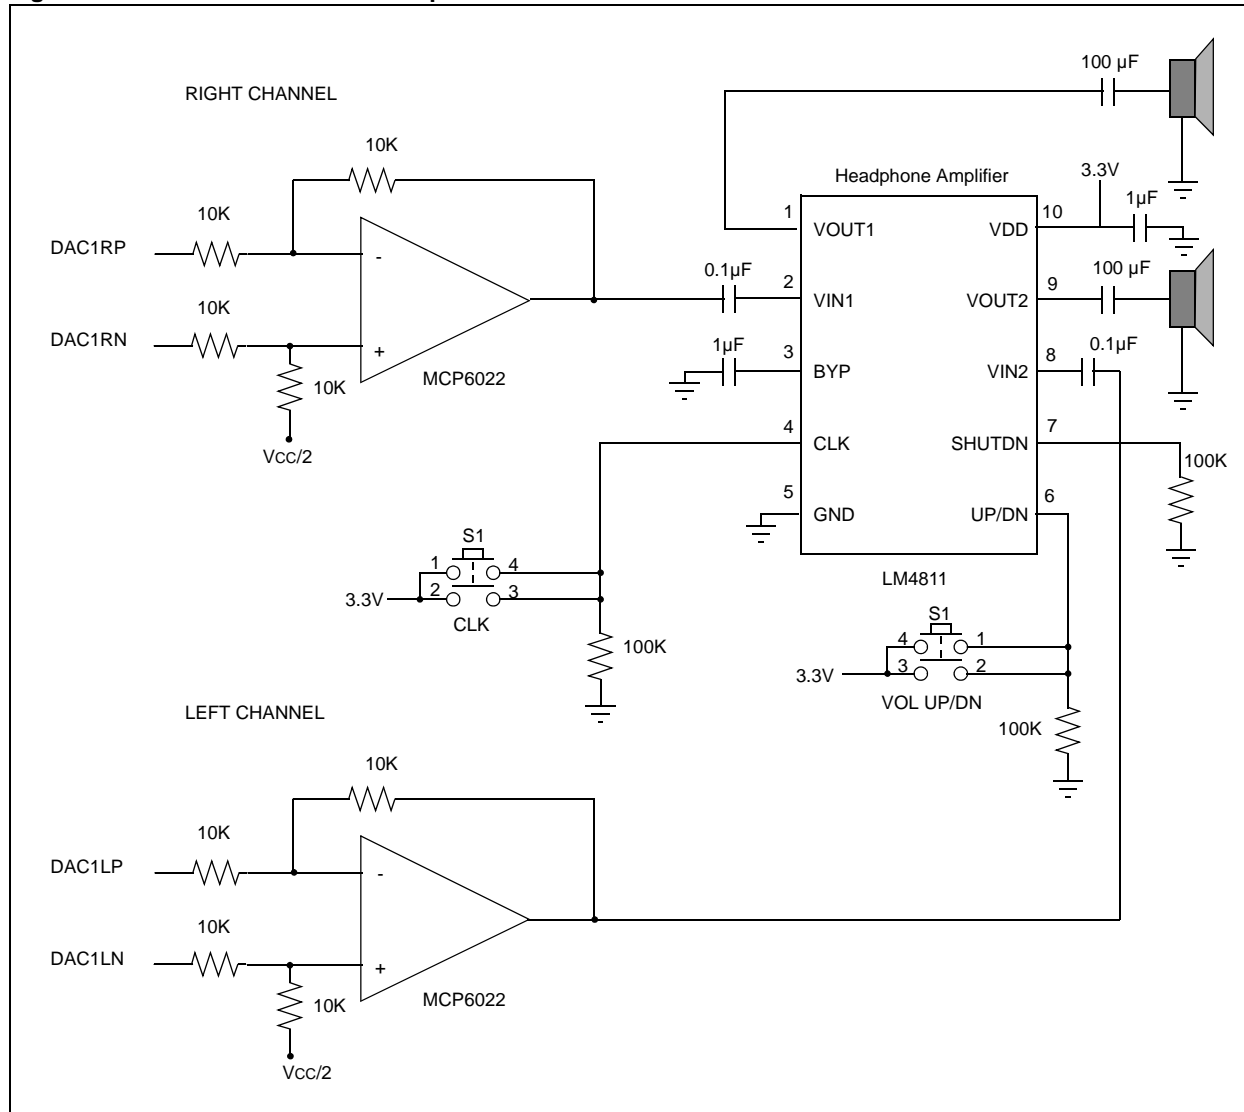 RIGHT CHANNEL
100 µF
10K
Headphone Amplifier
3.3V
1µF
10K
DAC1RP
-
1
VOUT1
VDD
10
0.1µF
100 µF
10K
2
VIN1
VOUT2
9
DAC1RN
+
10K
MCP6022
VCC/2
1µF
3
BYP
VIN2
8
0.1µF
4
CLK
SHUTDN
7
100K
5
GND
UP/DN
6
LM4811
S1
1
4
2
3
3.3V
CLK
100K
S1
4
1
3
2
3.3V
VOL UP/DN
100K
LEFT CHANNEL
10K
10K
DAC1LP
-
10K
DAC1LN
+
10K
MCP6022
VCC/2